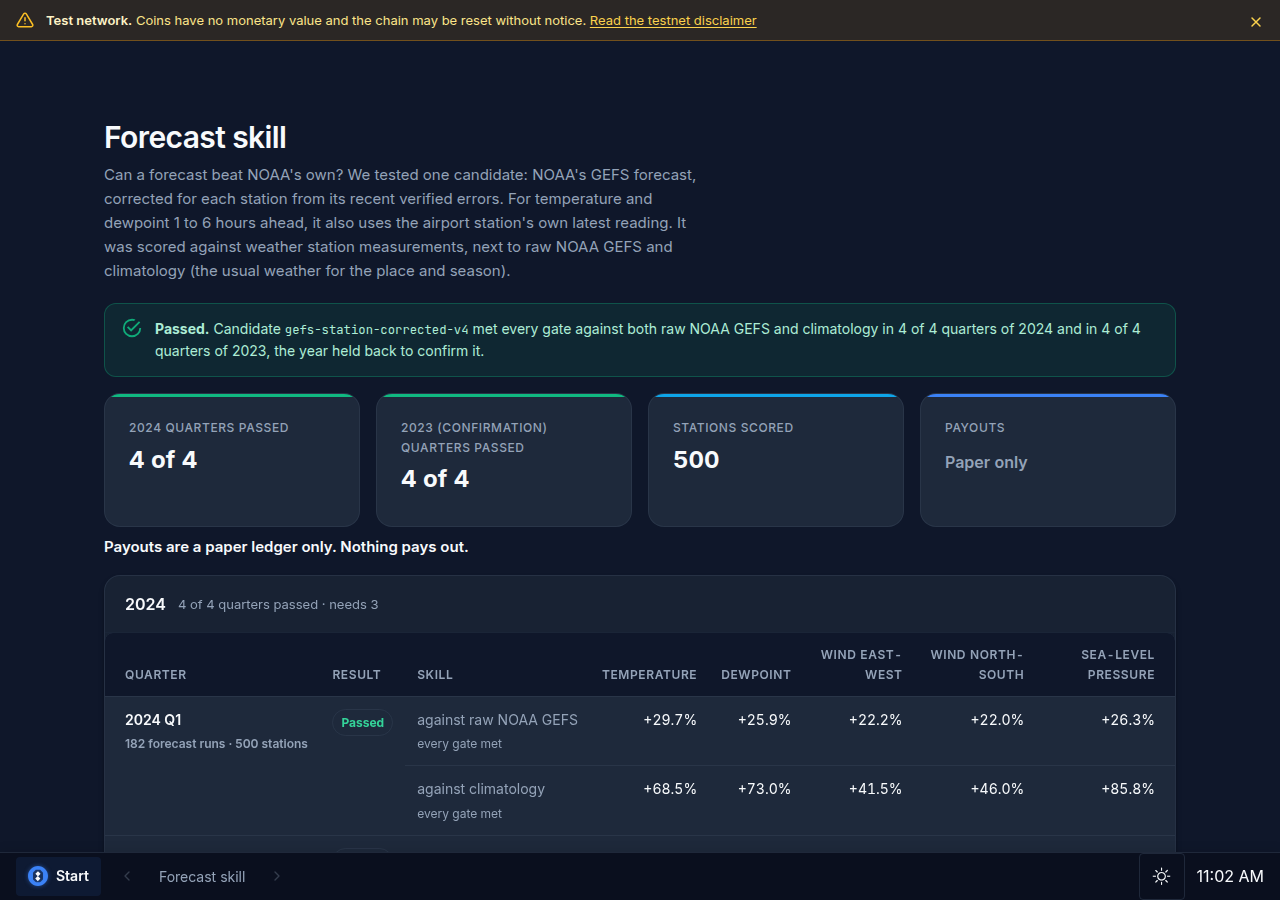 Test network. Coins have no monetary value and the chain may be reset without notice. Read the testnet disclaimer
Forecast skill
Can a forecast beat NOAA's own? We tested one candidate: NOAA's GEFS forecast,
corrected for each station from its recent verified errors. For temperature and
dewpoint 1 to 6 hours ahead, it also uses the airport station's own latest reading. It
was scored against weather station measurements, next to raw NOAA GEFS and
climatology (the usual weather for the place and season).
Passed. Candidate gefs-station-corrected-v4 met every gate against both raw NOAA GEFS and climatology in 4 of 4 quarters of 2024 and in 4 of 4
quarters of 2023, the year held back to confirm it.
2024 QUARTERS PASSED
4 of 4
2023 (CONFIRMATION)
QUARTERS PASSED
4 of 4
STATIONS SCORED
500
PAYOUTS
Paper only
Payouts are a paper ledger only. Nothing pays out.
2024 4 of 4 quarters passed · needs 3
QUARTER RESULT SKILL TEMPERATURE DEWPOINT WIND EAST-WEST WIND NORTH-SOUTH SEA-LEVEL PRESSURE
2024 Q1 Passed against raw NOAA GEFS +29.7% +25.9% +22.2% +22.0% +26.3%
182 forecast runs · 500 stations every gate met
against climatology +68.5% +73.0% +41.5% +46.0% +85.8%
every gate met
Start Forecast skill 11:02 AM